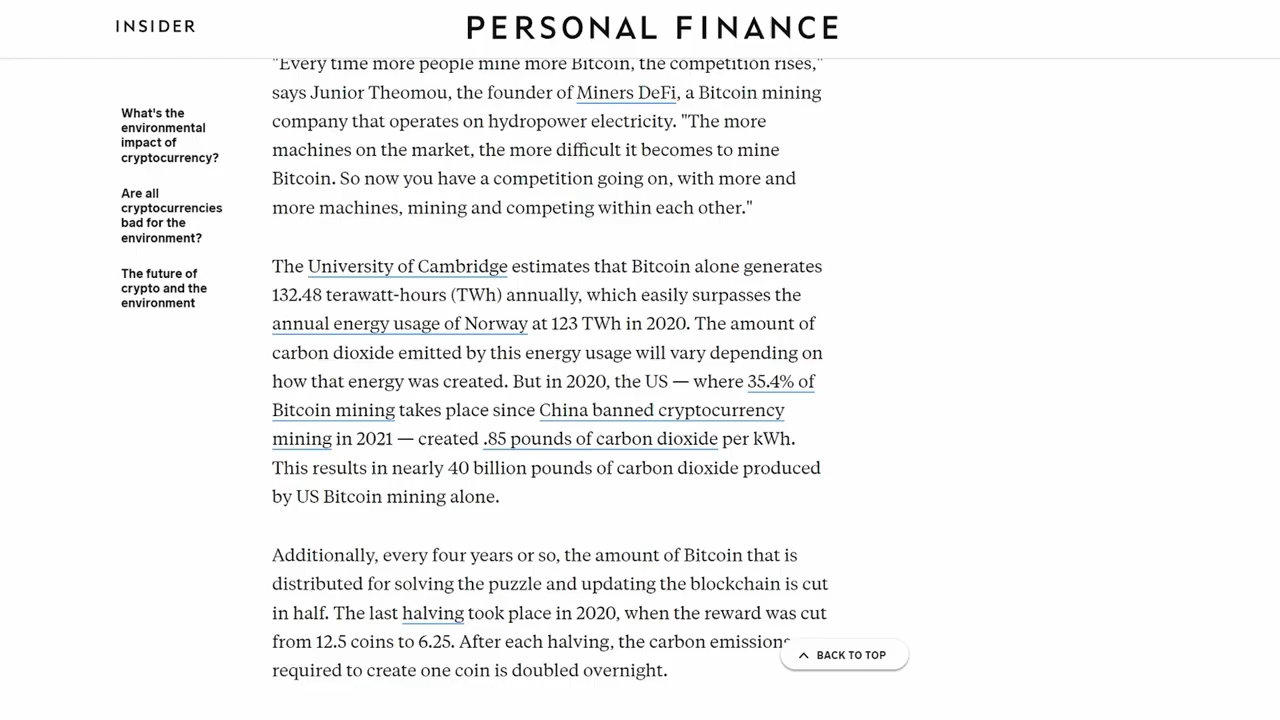 INSIDER
PERSONAL FINANCE
What's the
environmental
impact of
cryptocurrency?
Are all
cryptocurrencies
bad for the
environment?
The future of
crypto and the
environment
"Every time more people mine more Bitcoin, the competition rises,"
says Junior Theomou, the founder of Miners DeFi, a Bitcoin mining
company that operates on hydropower electricity. "The more
machines on the market, the more difficult it becomes to mine
Bitcoin. So now you have a competition going on, with more and
more machines, mining and competing within each other."
The University of Cambridge estimates that Bitcoin alone generates
132.48 terawatt-hours (TWh) annually, which easily surpasses the
annual energy usage of Norway at 123 TWh in 2020. The amount of
carbon dioxide emitted by this energy usage will vary depending on
how that energy was created. But in 2020, the US — where 35.4% of
Bitcoin mining takes place since China banned cryptocurrency
mining in 2021 — created .85 pounds of carbon dioxide per kWh.
This results in nearly 40 billion pounds of carbon dioxide produced
by US Bitcoin mining alone.
Additionally, every four years or so, the amount of Bitcoin that is
distributed for solving the puzzle and updating the blockchain is cut
in half. The last halving took place in 2020, when the reward was cut
from 12.5 coins to 6.25. After each halving, the carbon emissions
required to create one coin is doubled overnight.
BACK TO TOP